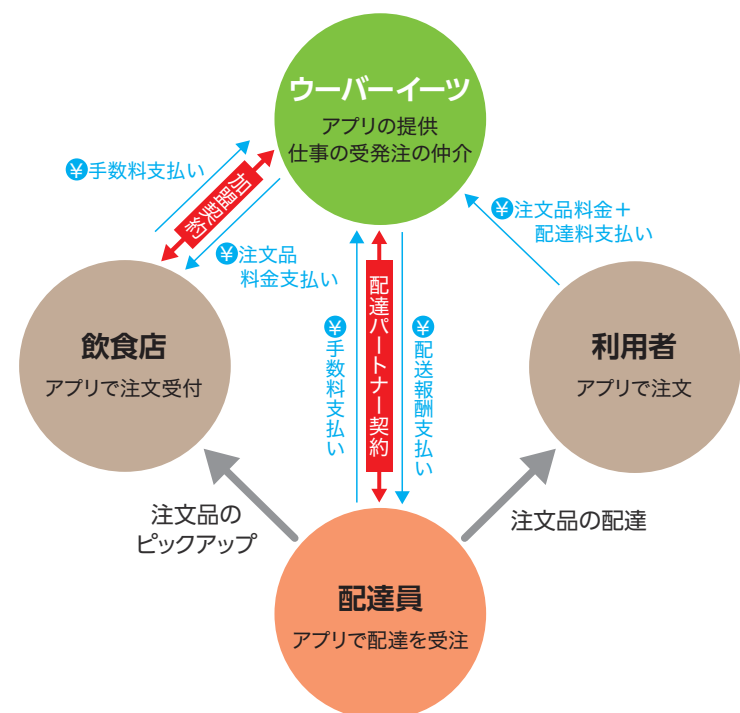 ウーバーイーツ
アプリの提供
仕事の受発注の仲介
¥手数料支払い
加盟契約
¥注文品
料金支払い
¥注文品料金＋
配達料支払い
飲食店
アプリで注文受付
¥手数料支払い
配達パートナー契約
¥配送報酬支払い
利用者
アプリで注文
注文品の
ピックアップ
注文品の配達
配達員
アプリで配達を受注